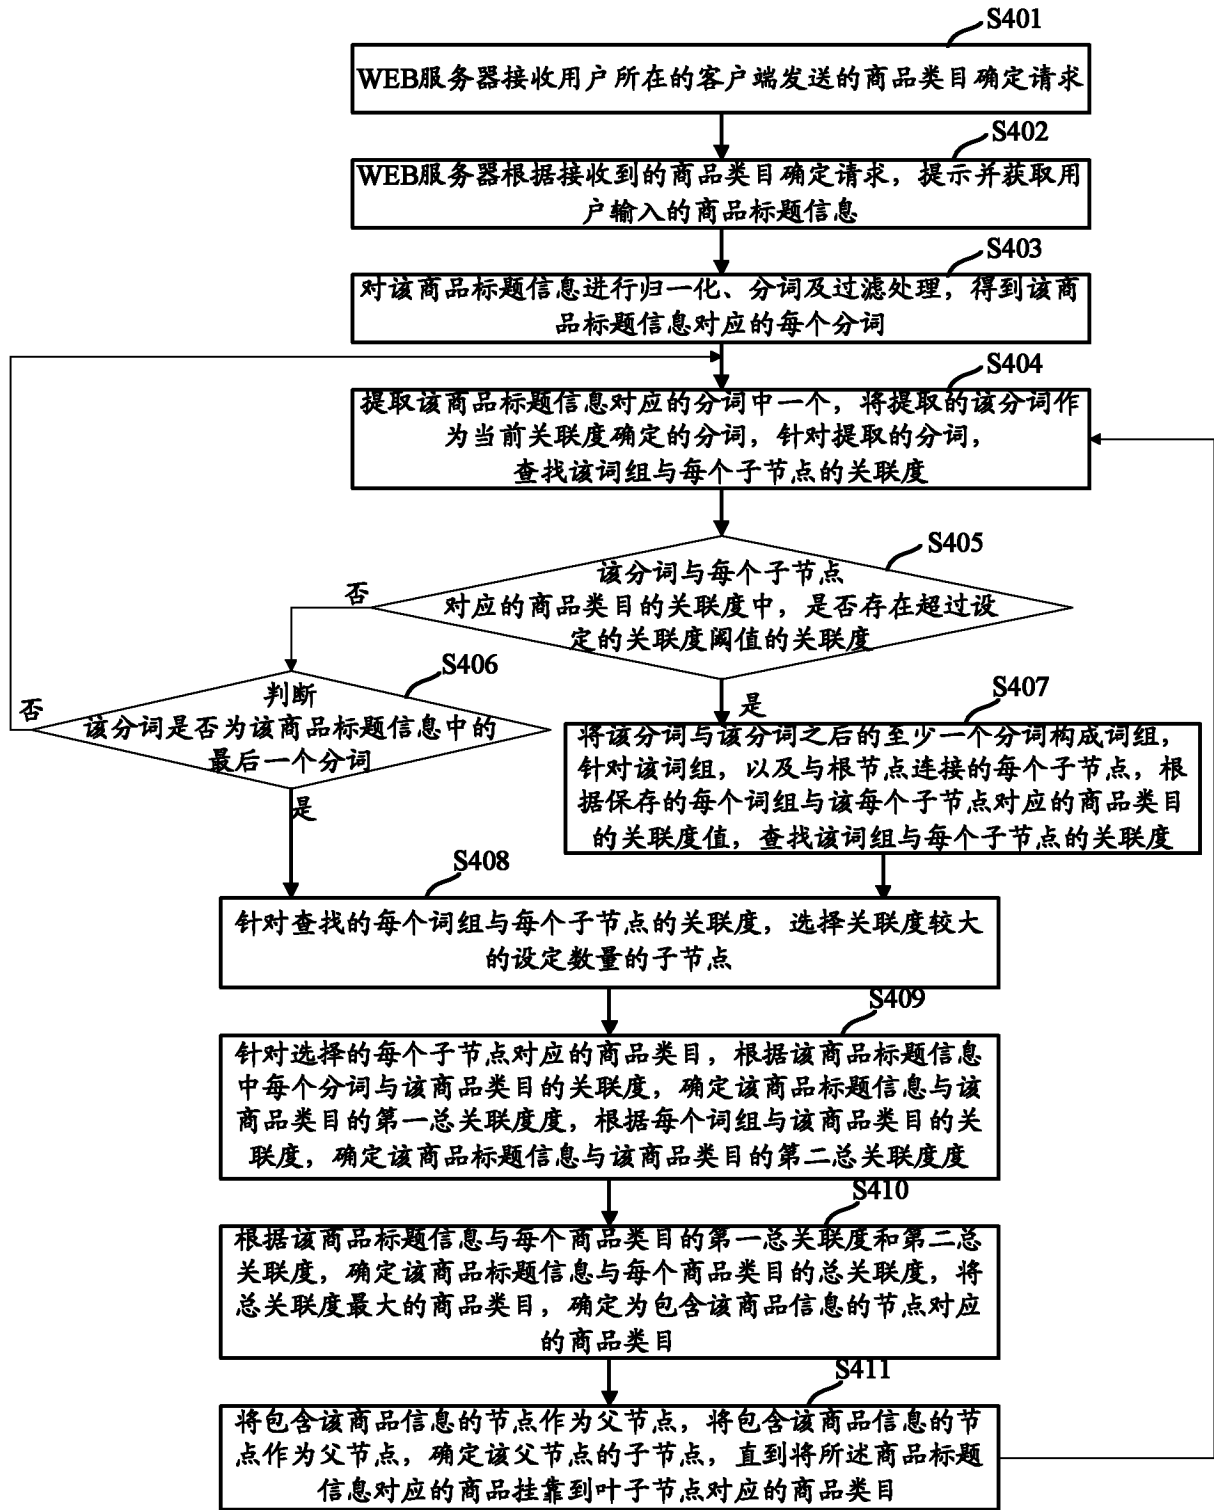 S401
WEB服务器接收用户所在的客户端发送的商品类目确定请求
S402
WEB服务器根据接收到的商品类目确定请求，提示并获取用
户输入的商品标题信息
S403
对该商品标题信息进行归一化、分词及过滤处理，得到该商
品标题信息对应的每个分词
S404
提取该商品标题信息对应的分词中一个，将提取的该分词作
为当前关联度确定的分词，针对提取的分词，
查找该词组与每个子节点的关联度
S405
该分词与每个子节点
对应的商品类目的关联度中，是否存在超过设
定的关联度阈值的关联度
否
S406
判断
该分词是否为该商品标题信息中的
最后一个分词
否
是
是
S407
将该分词与该分词之后的至少一个分词构成词组，
针对该词组，以及与根节点连接的每个子节点，根
据保存的每个词组与该每个子节点对应的商品类目
的关联度值，查找该词组与每个子节点的关联度
S408
针对查找的每个词组与每个子节点的关联度，选择关联度较大
的设定数量的子节点
S409
针对选择的每个子节点对应的商品类目，根据该商品标题信息
中每个分词与该商品类目的关联度，确定该商品标题信息与该
商品类目的第一总关联度度，根据每个词组与该商品类目的关
联度，确定该商品标题信息与该商品类目的第二总关联度度
S410
根据该商品标题信息与每个商品类目的第一总关联度和第二总
关联度，确定该商品标题信息与每个商品类目的总关联度，将
总关联度最大的商品类目，确定为包含该商品信息的节点对应
的商品类目
S411
将包含该商品信息的节点作为父节点，将包含该商品信息的节
点作为父节点，确定该父节点的子节点，直到将所述商品标题
信息对应的商品挂靠到叶子节点对应的商品类目